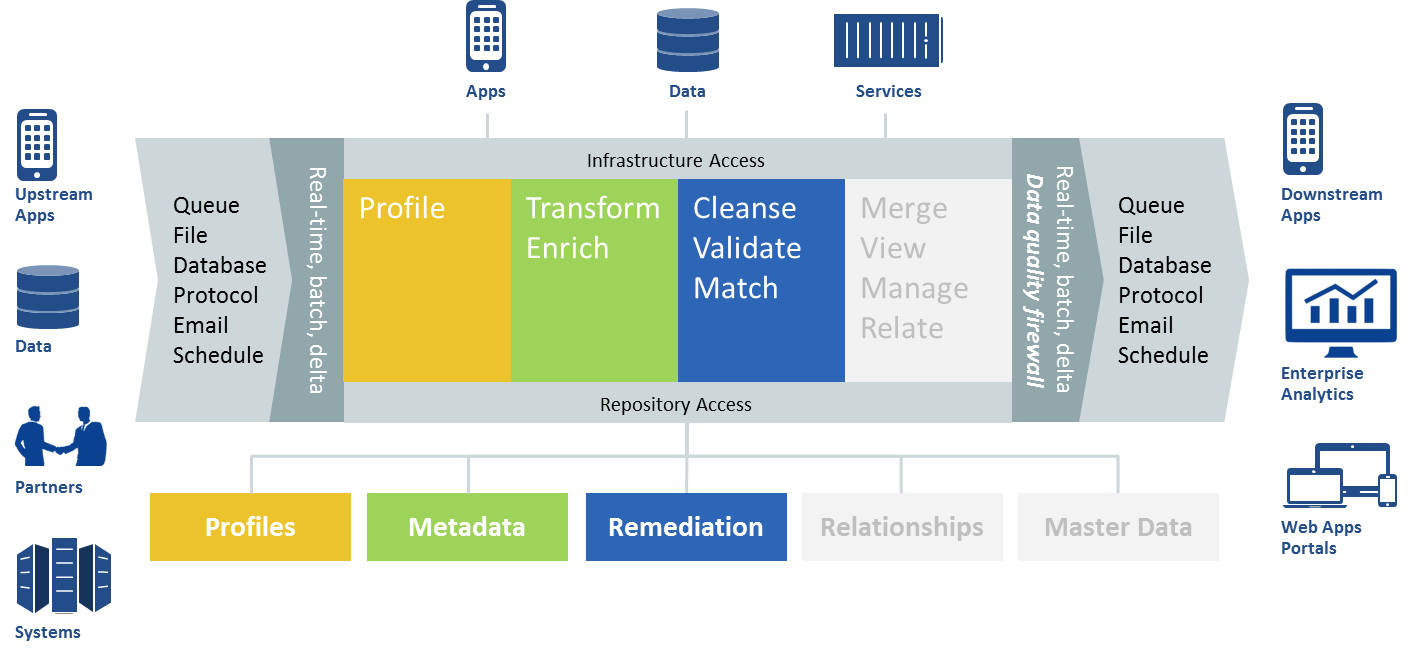 Apps
Data
Services
Upstream
Apps
Data
Partners
Systems
Queue
File
Database
Protocol
Email
Schedule
Real-time, batch, delta
Infrastructure Access
Profile
Transform
Enrich
Cleanse
Validate
Match
Merge
View
Manage
Relate
Repository Access
Real-time, batch, delta
Data quality firewall
Queue
File
Database
Protocol
Email
Schedule
Downstream
Apps
Enterprise
Analytics
Web Apps
Portals
Profiles
Metadata
Remediation
Relationships
Master Data